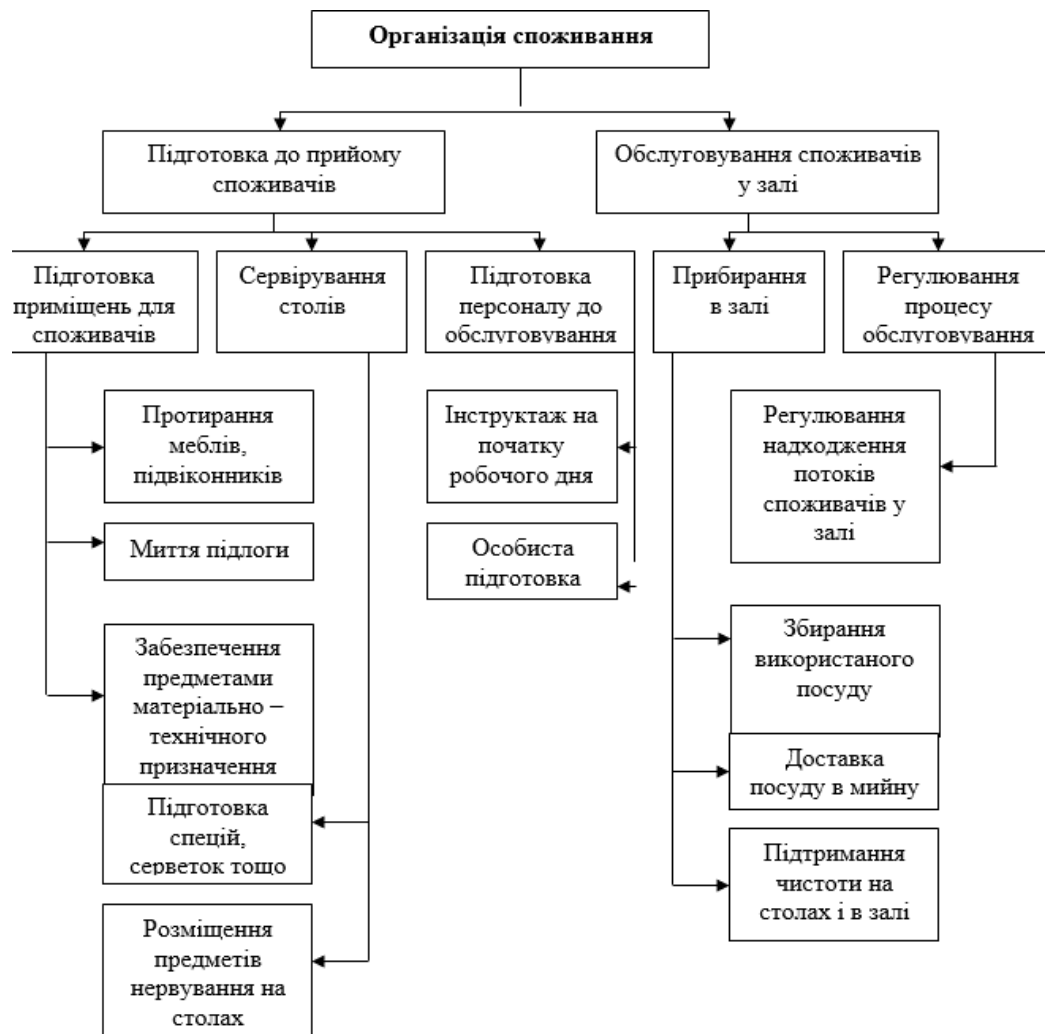 Організація споживання
Підготовка до прийому
споживачів
Обслуговування споживачів
у залі
Підготовка
приміщень для
споживачів
Сервірування
столів
Підготовка
персоналу до
обслуговування
Прибирання
в залі
Регулювання
процесу
обслуговування
Протирання
меблів,
підвіконників
Інструктаж на
початку
робочого дня
Регулювання
надходження
потоків
споживачів у
залі
Миття підлоги
Особиста
підготовка
Забезпечення
предметами
матеріально –
технічного
призначення
Збирання
використаного
посуду
Підготовка
спецій,
серветок тощо
Доставка
посуду в мийну
Підтримання
чистоти на
столах і в залі
Розміщення
предметів
нервування на
столах